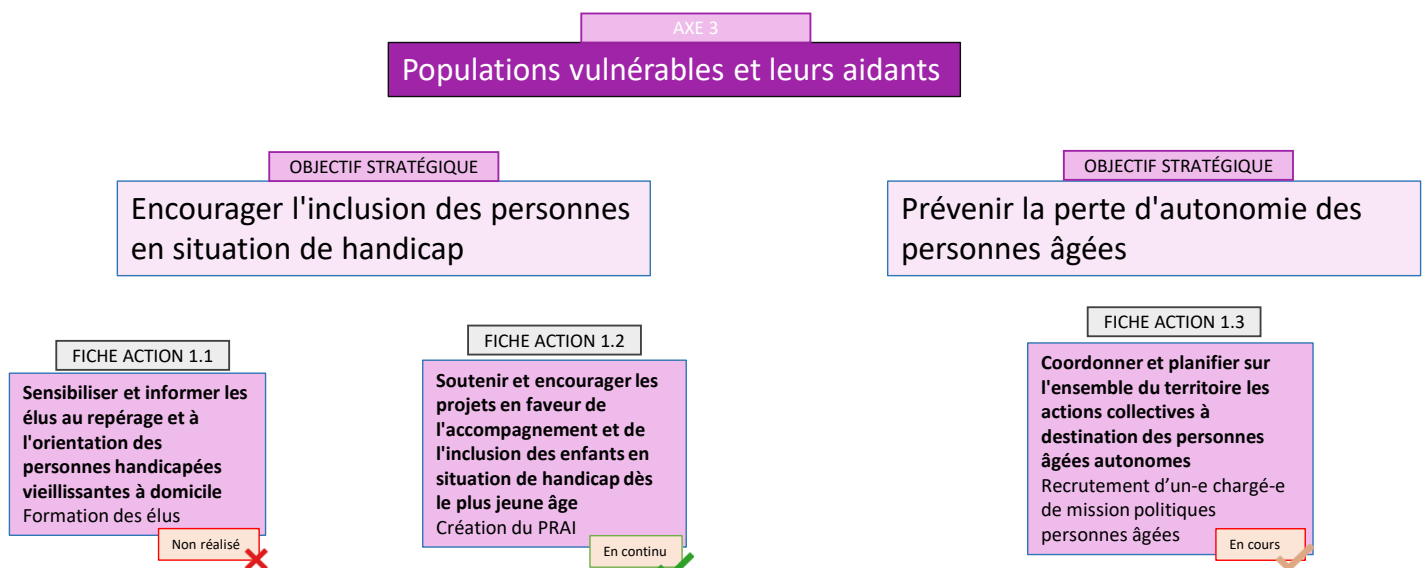 AXE 3
Populations vulnérables et leurs aidants
OBJECTIF STRATÉGIQUE
Encourager l'inclusion des personnes
en situation de handicap
OBJECTIF STRATÉGIQUE
Prévenir la perte d'autonomie des
personnes âgées
FICHE ACTION 1.1
Sensibiliser et informer les
élus au repérage et à
l'orientation des
personnes handicapées
vieillissantes à domicile
Formation des élus
Non réalisé
FICHE ACTION 1.2
Soutenir et encourager les
projets en faveur de
l'accompagnement et de
l'inclusion des enfants en
situation de handicap dès
le plus jeune âge
Création du PRAI
En continu
FICHE ACTION 1.3
Coordonner et planifier sur
l'ensemble du territoire les
actions collectives à
destination des personnes
âgées autonomes
Recrutement d’un-e chargé-e
de mission politiques
personnes âgées
En cours